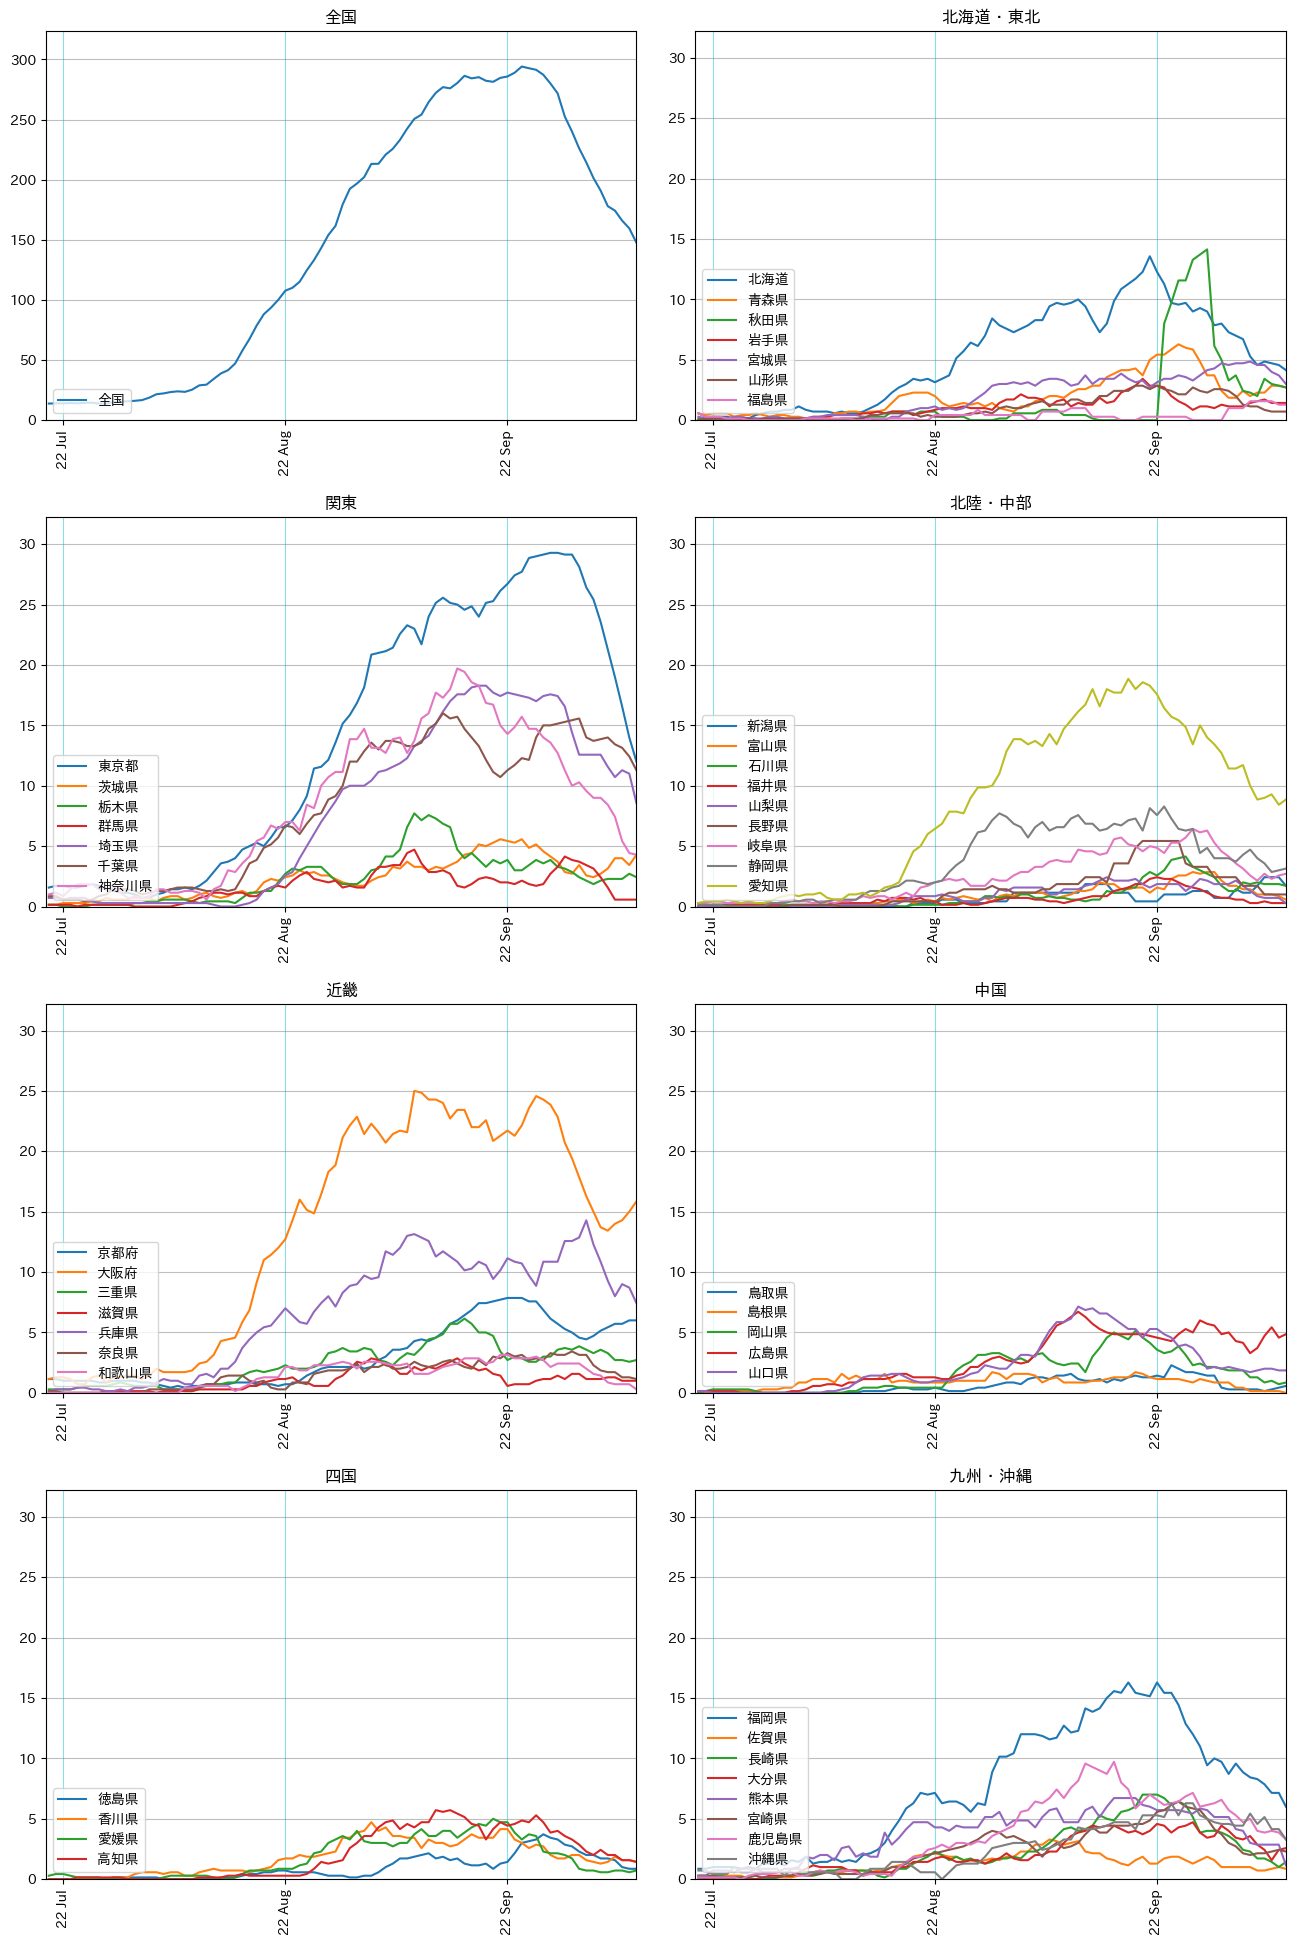 全国
300
250
200
150
100
50
0
全国
22 Jul
22 Aug
22 Sep
北海道・東北
30
25
20
15
10
5
0
北海道
青森県
秋田県
岩手県
宮城県
山形県
福島県
22 Jul
22 Aug
22 Sep
関東
30
25
20
15
10
5
0
東京都
茨城県
栃木県
群馬県
埼玉県
千葉県
神奈川県
22 Jul
22 Aug
22 Sep
北陸・中部
30
25
20
15
10
5
0
新潟県
富山県
石川県
福井県
山梨県
長野県
岐阜県
静岡県
愛知県
22 Jul
22 Aug
22 Sep
近畿
30
25
20
15
10
5
0
京都府
大阪府
三重県
滋賀県
兵庫県
奈良県
和歌山県
22 Jul
22 Aug
22 Sep
中国
30
25
20
15
10
5
0
鳥取県
島根県
岡山県
広島県
山口県
22 Jul
22 Aug
22 Sep
四国
30
25
20
15
10
5
0
徳島県
香川県
愛媛県
高知県
22 Jul
22 Aug
22 Sep
九州・沖縄
30
25
20
15
10
5
0
福岡県
佐賀県
長崎県
大分県
熊本県
宮崎県
鹿児島県
沖縄県
22 Jul
22 Aug
22 Sep